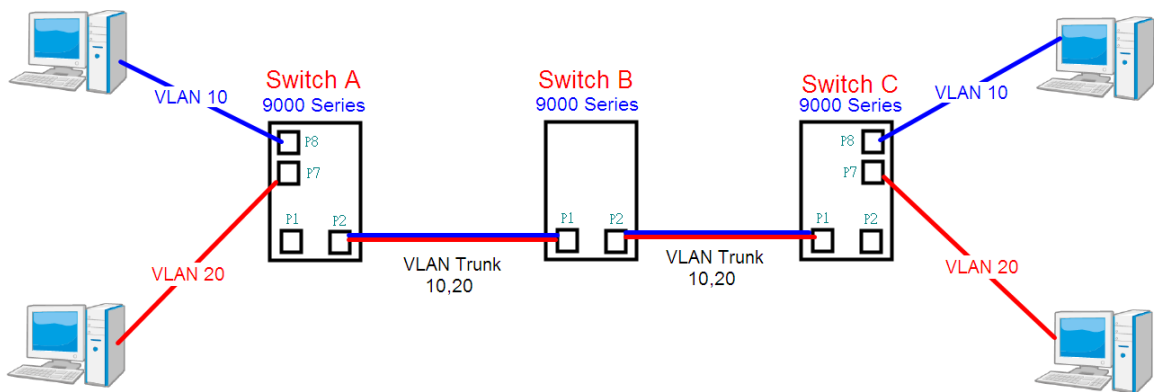 Switch A
9000 Series
Switch B
9000 Series
Switch C
9000 Series
VLAN 10
VLAN 10
P8
P7
P1
P2
P1
P2
P8
P7
P1
P2
VLAN Trunk
10,20
VLAN Trunk
10,20
VLAN 20
VLAN 20